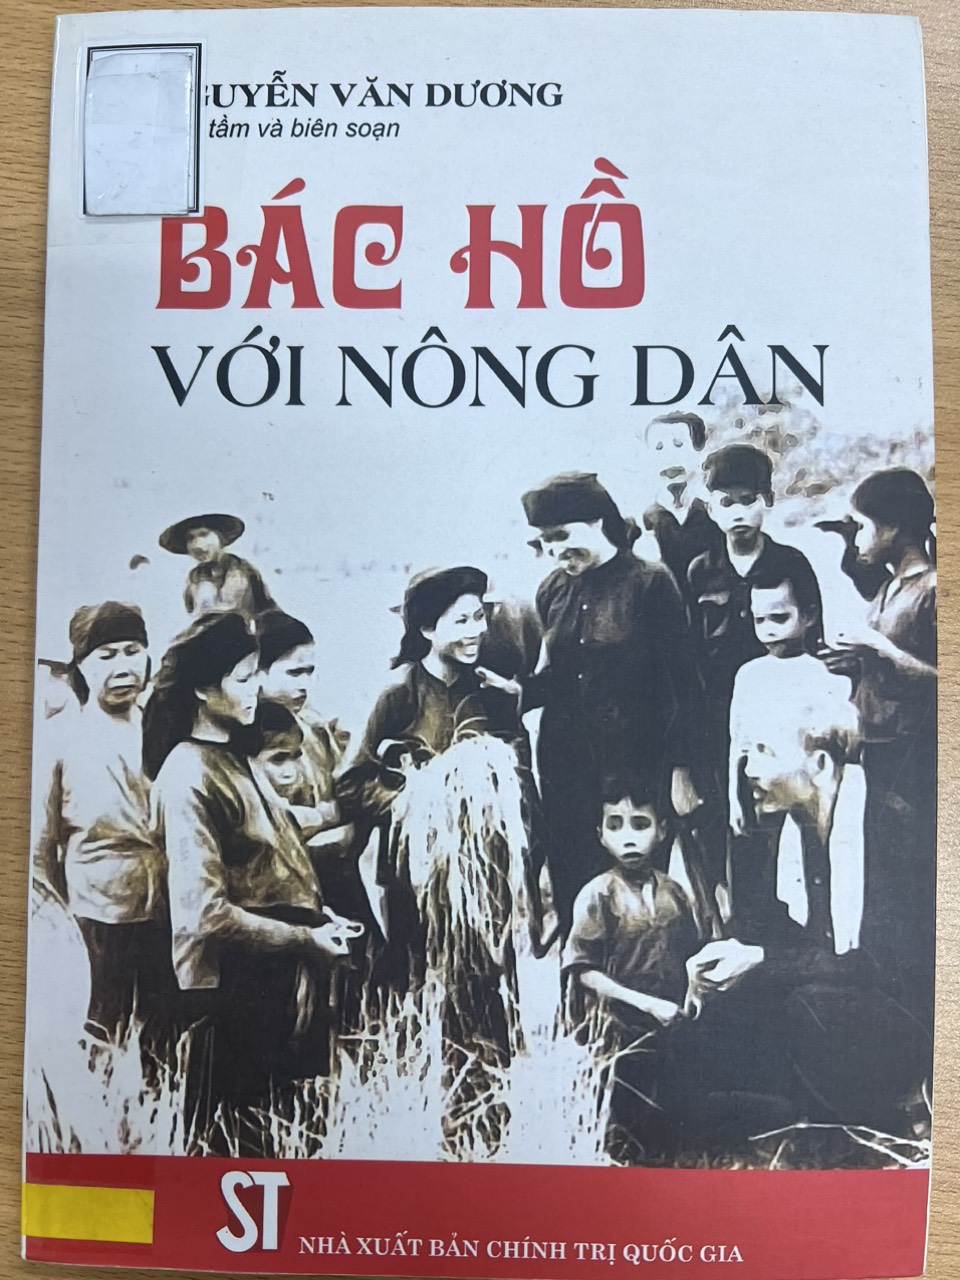 GUYỄN VĂN DƯƠNG
tầm và biên soạn
BÁC HỒ
VỚI NÔNG DÂN
ST
NHÀ XUẤT BẢN CHÍNH TRỊ QUỐC GIA